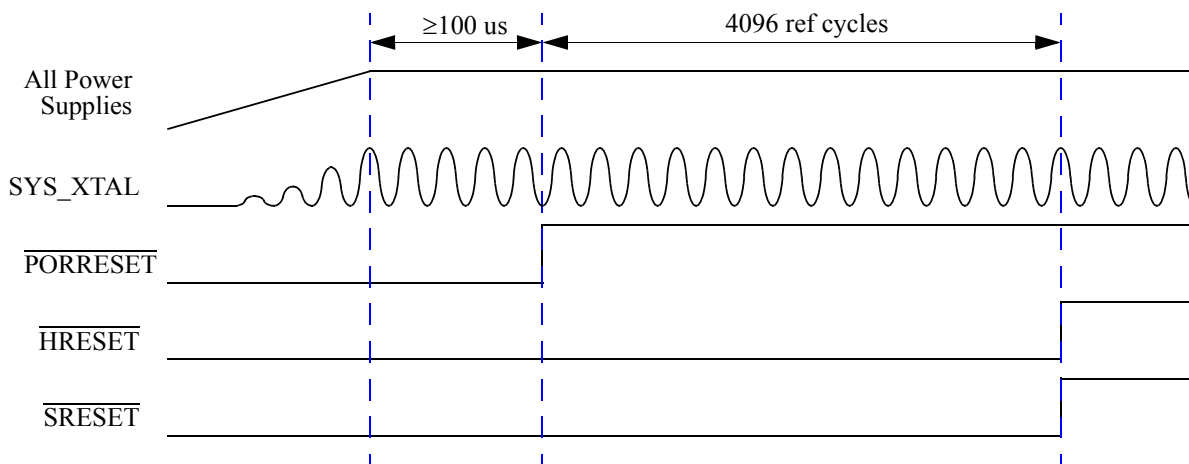 ≥100 us
4096 ref cycles
All Power
Supplies
SYS_XTAL
PORRESET
HRESET
SRESET